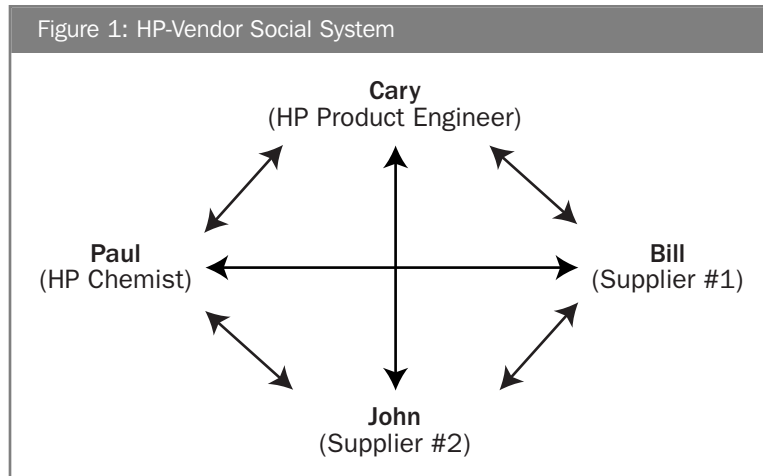 Figure 1: HP-Vendor Social System
Cary
(HP Product Engineer)
Paul
(HP Chemist)
Bill
(Supplier #1)
John
(Supplier #2)